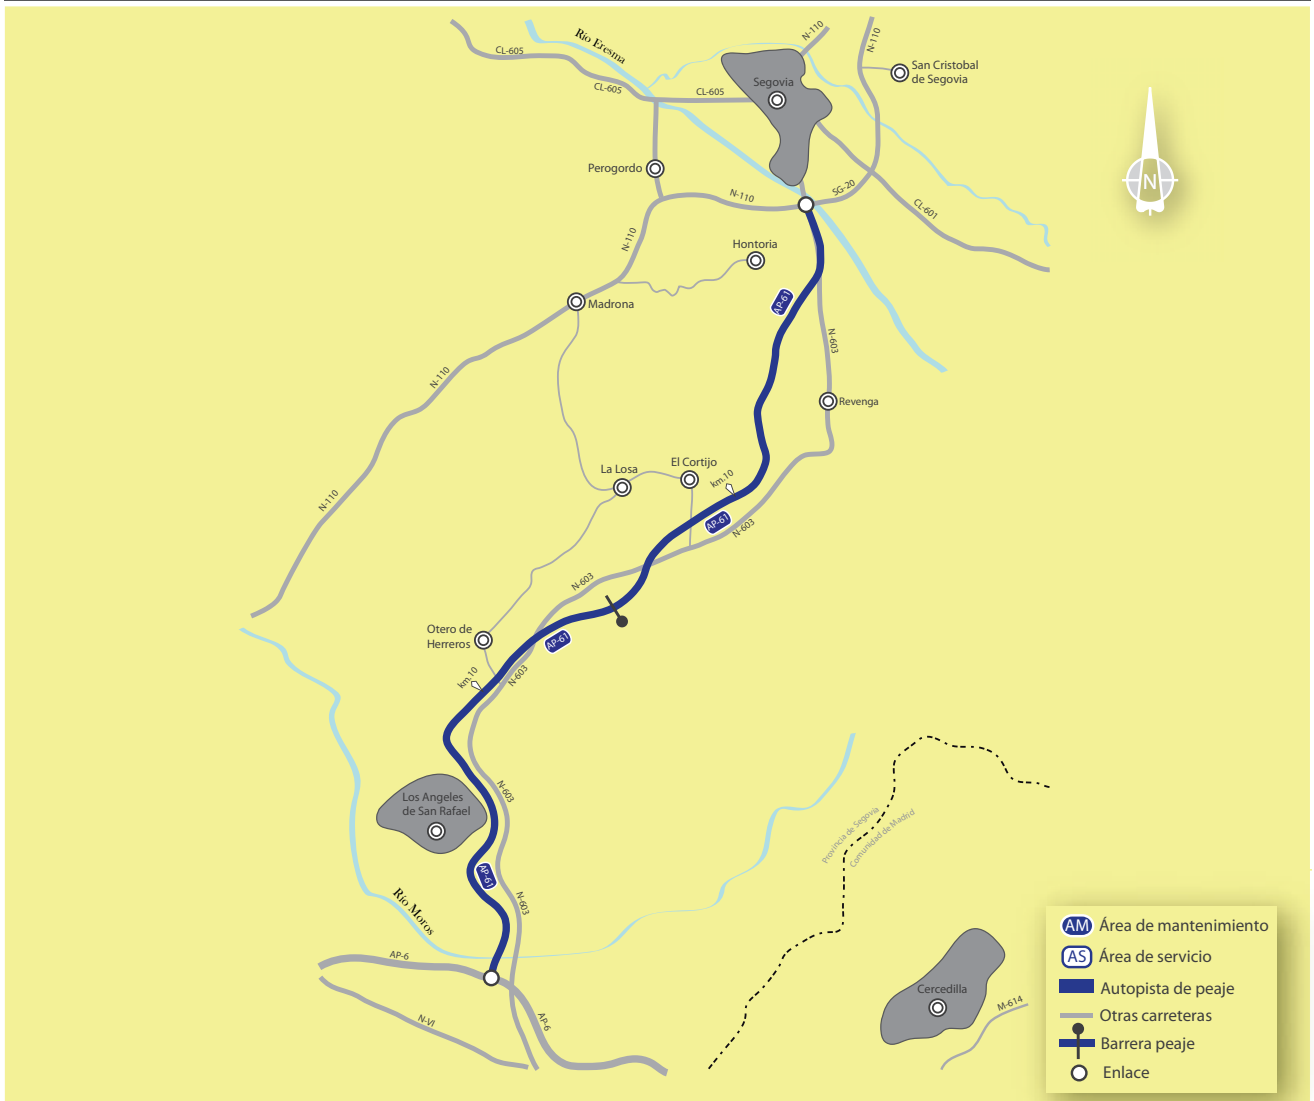 N-110
N-110
Río Eresma
CL-605
San Cristobal
de Segovia
Segovia
CL-605
CL-605
Perogordo
N
SG-20
N-110
CL-601
N-110
Hontoria
AP-61
Madrona
N-603
N-110
Revenga
El Cortijo
La Losa
km.10
N-110
AP-61
N-603
N-603
Otero de
Herreros
AP-61
km.10
N-603
Los Angeles
de San Rafael
N-603
Provincia de Segovia
Comunidad de Madrid
AP-61
N-603
Río Moros
AP-6
Cercedilla
M-614
N-VI
AP-6
AM Área de mantenimiento
AS Área de servicio
Autopista de peaje
Otras carreteras
Barrera peaje
Enlace